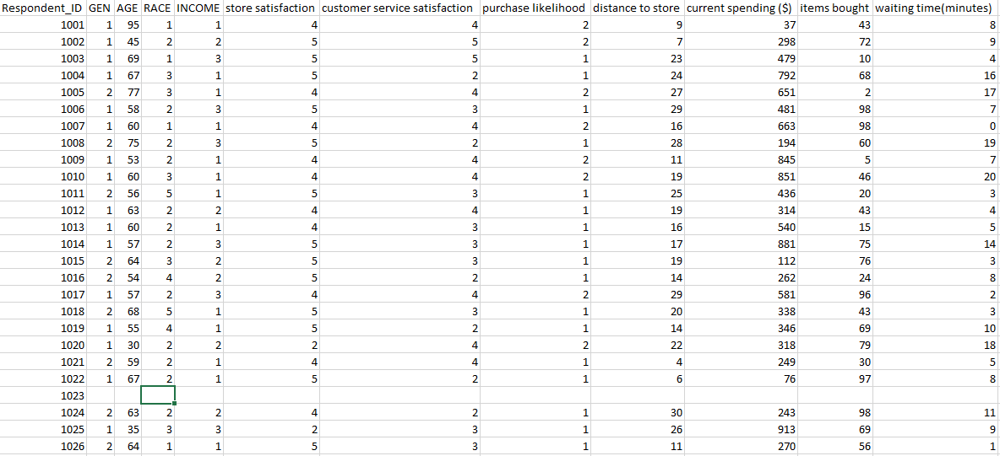 Respondent_ID GEN AGE RACE INCOME store satisfaction customer service satisfaction purchase likelihood distance to store current spending ($) items bought waiting time(minutes)
1001 1 95 1 1 4 4 2 9 37 43 8
1002 1 45 2 2 5 5 2 7 298 72 9
1003 1 69 1 3 5 5 1 23 479 10 4
1004 1 67 3 1 5 2 1 24 792 68 16
1005 2 77 3 1 4 4 2 27 651 2 17
1006 1 58 2 3 5 3 1 29 481 98 7
1007 1 60 1 1 4 4 2 16 663 98 0
1008 2 75 2 3 5 2 1 28 194 60 19
1009 1 53 2 1 4 4 2 11 845 5 7
1010 1 60 3 1 4 4 2 19 851 46 20
1011 2 56 5 1 5 3 1 25 436 20 3
1012 1 63 2 2 4 4 1 19 314 43 4
1013 1 60 2 1 4 3 1 16 540 15 5
1014 1 57 2 3 5 3 1 17 881 75 14
1015 2 64 3 2 5 3 1 19 112 76 3
1016 2 54 4 2 5 2 1 14 262 24 8
1017 1 57 2 3 4 4 2 29 581 96 2
1018 2 68 5 1 5 3 1 20 338 43 3
1019 1 55 4 1 5 2 1 14 346 69 10
1020 1 30 2 2 2 4 2 22 318 79 18
1021 2 59 2 1 4 4 1 4 249 30 5
1022 1 67 2 1 5 2 1 6 76 97 8
1023
1024 2 63 2 2 4 2 1 30 243 98 11
1025 1 35 3 3 2 3 1 26 913 69 9
1026 2 64 1 1 5 3 1 11 270 56 1